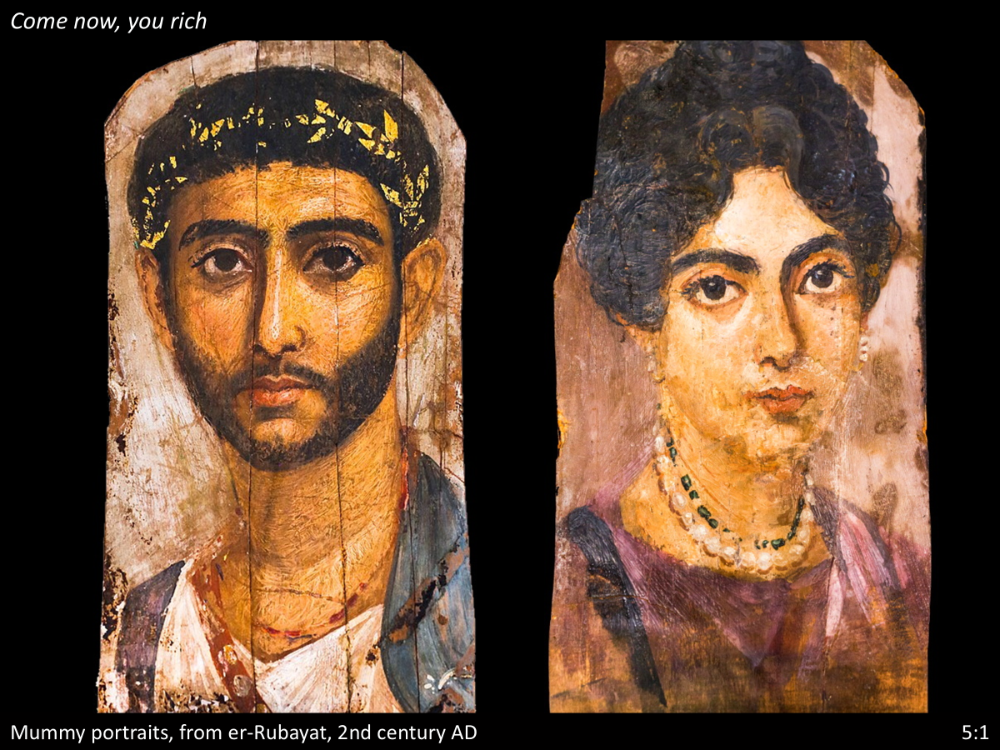 Come now, you rich
Mummy portraits, from er-Rubayat, 2nd century AD
5:1